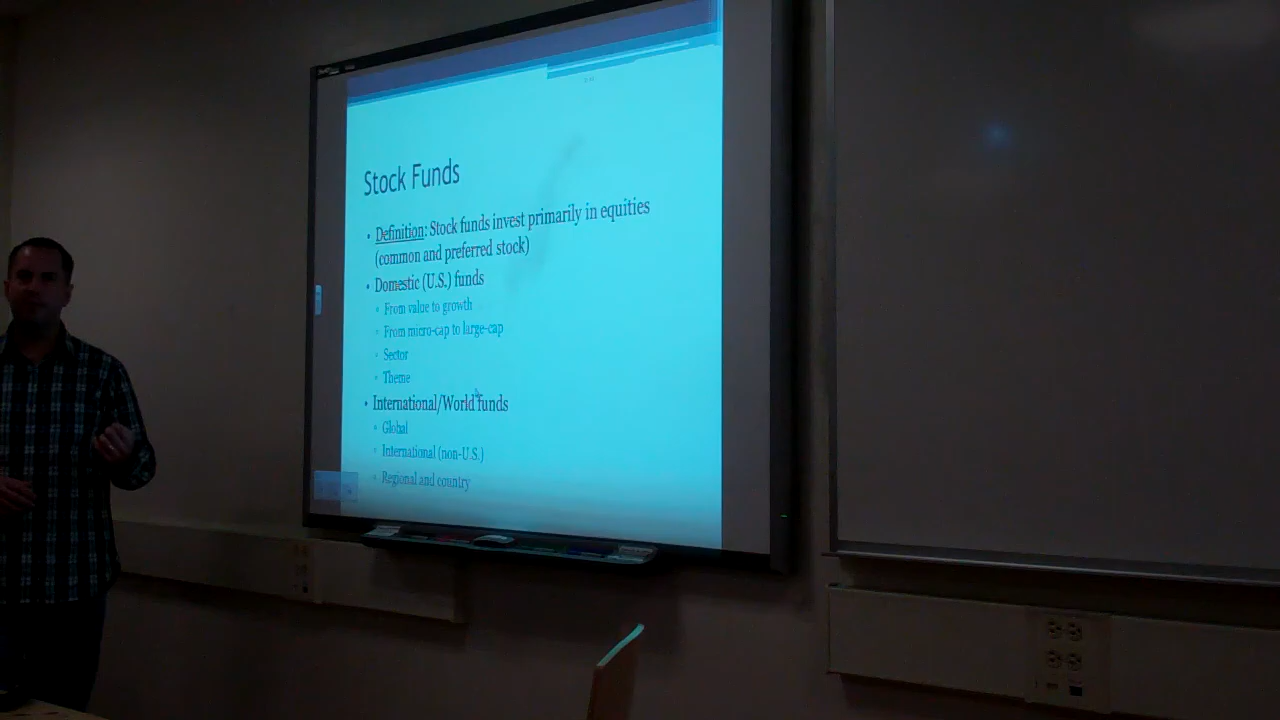 Stock Funds
• Definition: Stock funds invest primarily in equities
(common and preferred stock)
• Domestic (U.S.) funds
▫ From value to growth
▫ From micro-cap to large-cap
▫ Sector
▫ Theme
• International/World funds
▫ Global
▫ International (non-U.S.)
▫ Regional and country